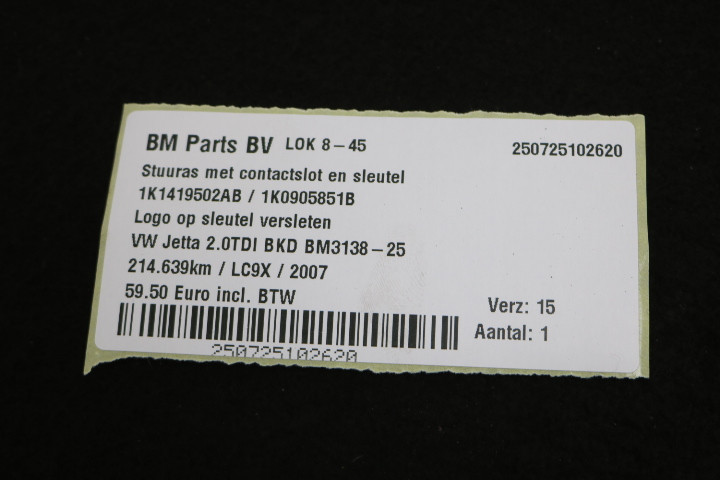 BM Parts BV LOK 8-45 250725102620
Stuuras met contactslot en sleutel
1K1419502AB / 1K0905851B
Logo op sleutel versleten
VW Jetta 2.0TDI BKD BM3138-25
214.639km / LC9X / 2007
59.50 Euro incl. BTW
Verz: 15
Aantal: 1
250725102620